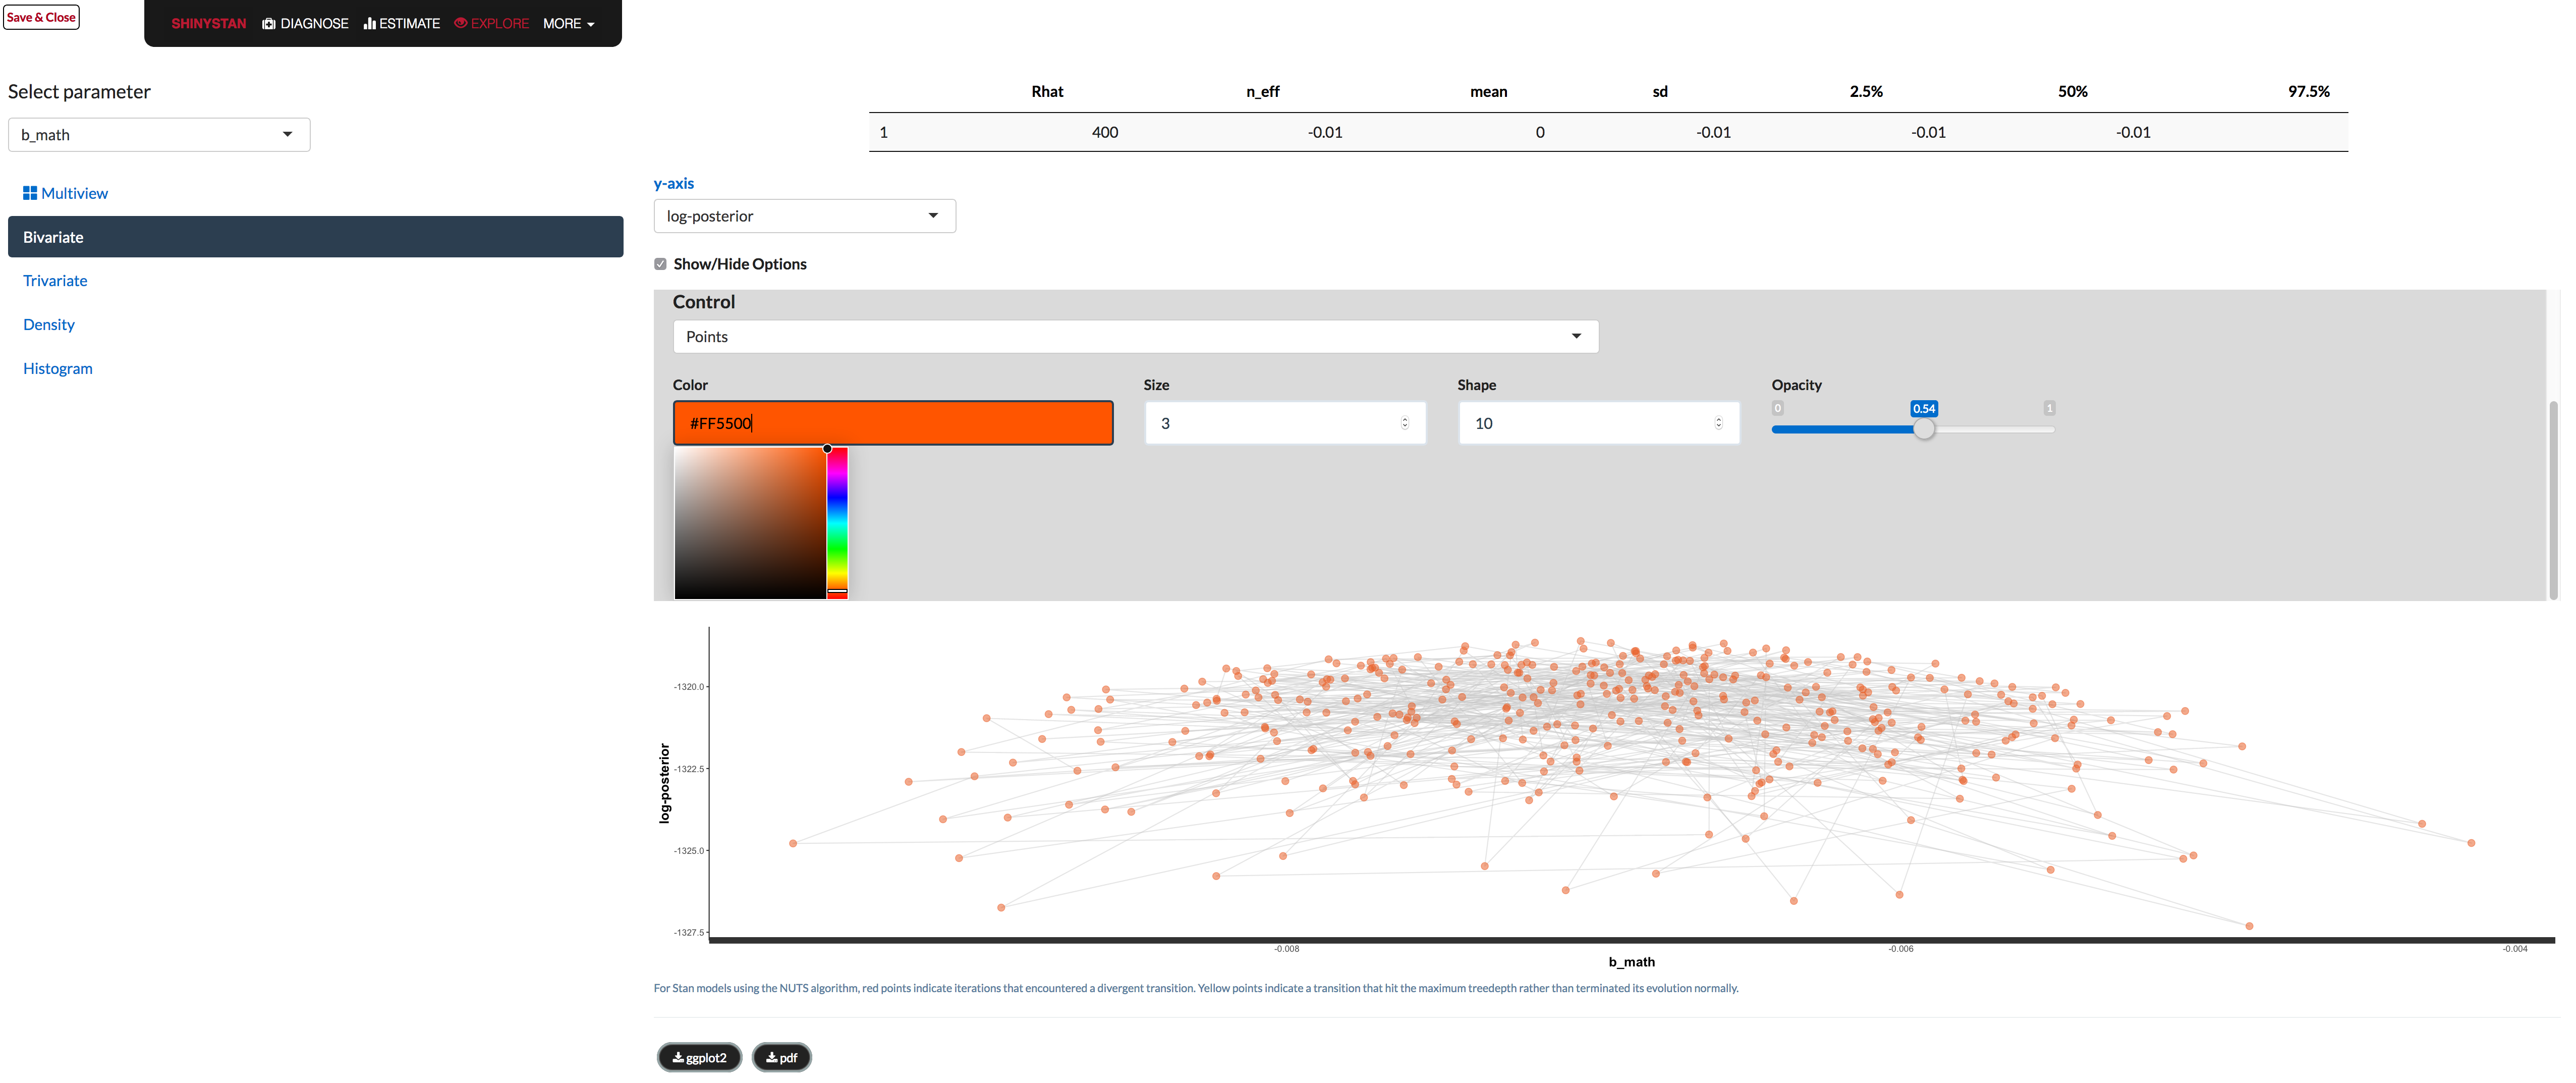 Save & Close
SHINYSTAN DIAGNOSE ESTIMATE EXPLORE MORE
Select parameter
b_math
Multiview
Bivariate
Trivariate
Density
Histogram
Rhat n_eff mean sd 2.5% 50% 97.5%
1 400 -0.01 0 -0.01 -0.01 -0.01
y-axis
log-posterior
Show/Hide Options
Control
Points
Color Size Shape Opacity
#FF5500 3 10 0 0.54 1
log-posterior
-1320.0
-1322.5
-1325.0
-1327.5
-0.008 -0.006 -0.004
b_math
For Stan models using the NUTS algorithm, red points indicate iterations that encountered a divergent transition. Yellow points indicate a transition that hit the maximum treedepth rather than terminated its evolution normally.
ggplot2 pdf